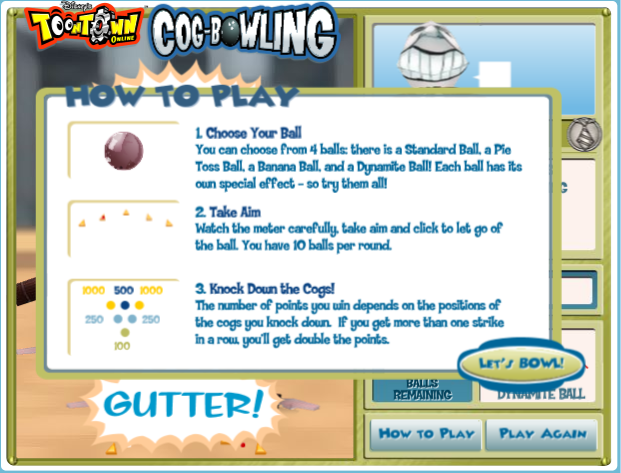 Disney's
TOONTOWN
ONLINE
COG-BOWLING
HOW TO PLAY
1. Choose Your Ball
You can choose from 4 balls: there is a Standard Ball, a Pie
Toss Ball, a Banana Ball, and a Dynamite Ball! Each ball has its
own special effect - so try them all!
2. Take Aim
Watch the meter carefully, take aim and click to let go of
the ball. You have 10 balls per round.
1000 500 1000
250 250
100
3. Knock Down the Cogs!
The number of points you win depends on the positions of
the cogs you knock down. If you get more than one strike
in a row, you'll get double the points.
LET'S BOWL!
GUTTER!
BALLS
REMAINING
DYNAMITE BALL
HOW TO PLAY
PLAY AGAIN